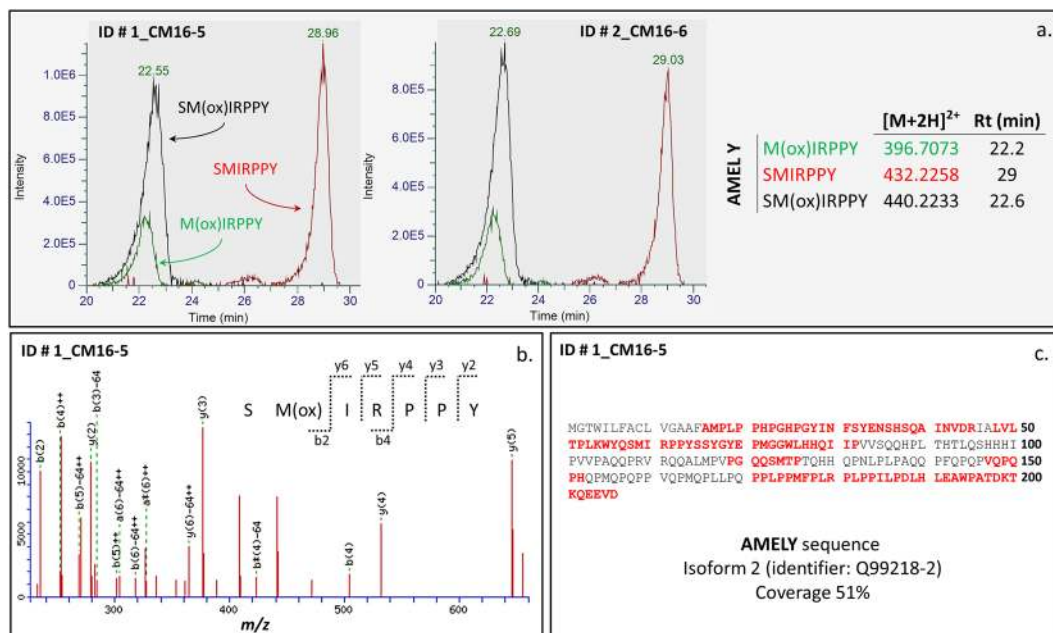 a.
ID # 1_CM16-5
28.96
22.55
1.0E6
8.0E5
6.0E5
4.0E5
2.0E5
0
Intensity
SM(ox)IRPPY
SMIRPPY
M(ox)IRPPY
20 22 24 26 28 30
Time (min)
ID # 2_CM16-6
22.69
29.03
8.0E5
6.0E5
4.0E5
2.0E5
0
Intensity
20 22 24 26 28 30
Time (min)
[M+2H]2+ Rt (min)
AMEL Y
M(ox)IRPPY 396.7073 22.2
SMIRPPY 432.2258 29
SM(ox)IRPPY 440.2233 22.6
ID # 1_CM16-5
b.
y6 y5 y4 y3 y2
S M(ox) I R P P Y
b2 b4
b(2)
b(4)++
b(5)-64++
y(2)
b(3)-64
b(5)++
a(6)-64++
b(6)-64++
a*(6)++
y(6)-64++
y(3)
b*(4)-64
b(4)
y(4)
y(5)
10000
5000
0
300 400 500 600
m/z
ID # 1_CM16-5
c.
MGTWILFACL VGAAFAMPLP PHPGHPGYIN FSYENSHSQA INVDRIALVL 50
TPLKWYQSMI RPPYSSYGYE PMGGWLHHQI IPVVSQQHPL THTLQSHHHI 100
PVVPAQQPRV RQQALMPVPG QQSMTPTQHH QPNLPLPAQQ PFQPQPVQPQ 150
PHQPMQPQPP VQPMQPLLPQ PPLPPMFPLR PLPPILPDLH LEAWPATDKT 200
KQEEVD
AMELY sequence
Isoform 2 (identifier: Q99218-2)
Coverage 51%